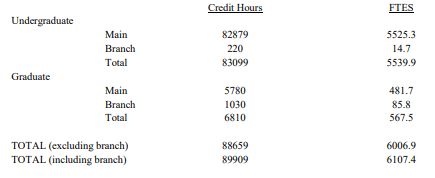 Credit Hours FTES
Undergraduate
Main 82879 5525.3
Branch 220 14.7
Total 83099 5539.9
Graduate
Main 5780 481.7
Branch 1030 85.8
Total 6810 567.5
TOTAL (excluding branch) 88659 6006.9
TOTAL (including branch) 89909 6107.4